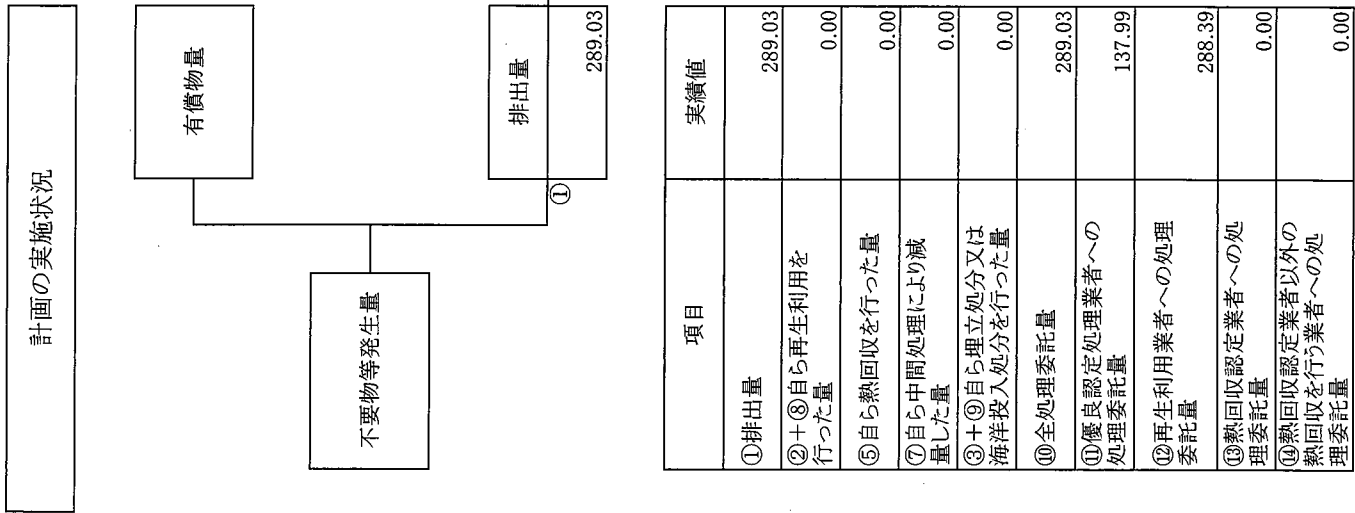 計画の実施状況
不要物等発生量
有償物量
①
排出量
289.03
項目 実績値
①排出量 289.03
②+⑧自ら再生利用を
行った量 0.00
⑤自ら熱回収を行った量 0.00
⑦自ら中間処理により減
量した量 0.00
③+⑨自ら埋立処分又は
海洋投入処分を行った量 0.00
⑩全処理委託量 289.03
⑪優良認定処理業者への
処理委託量 137.99
⑫再生利用業者への処理
委託量 288.39
⑬熱回収認定業者への処
理委託量 0.00
⑭熱回収認定業者以外の
熱回収を行う業者への処
理委託量 0.00